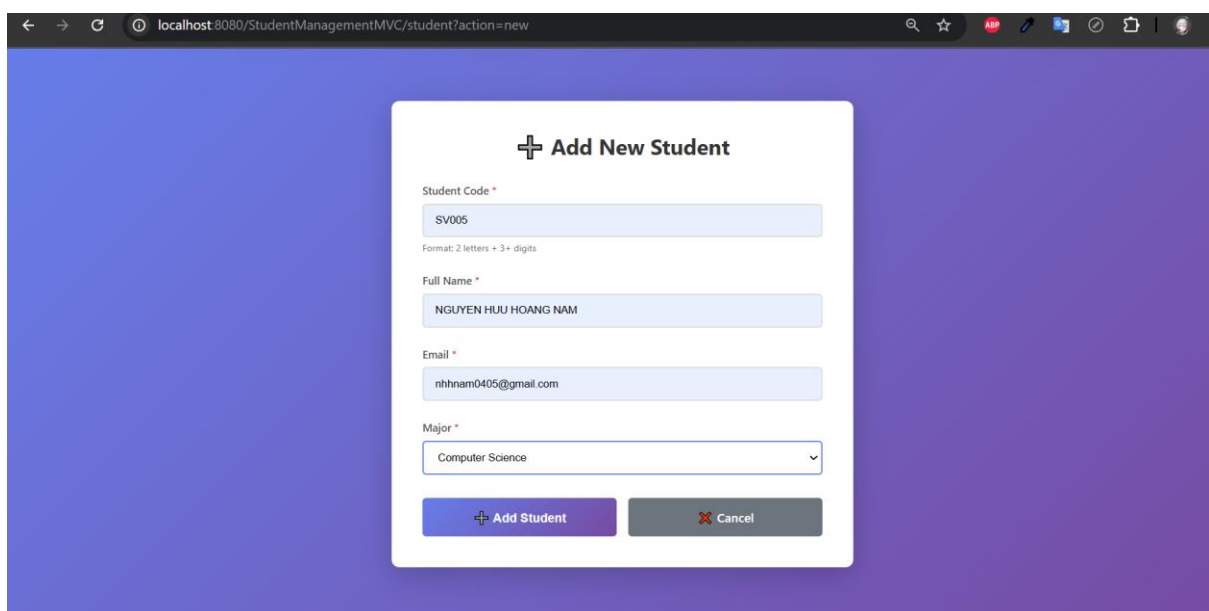 localhost:8080/StudentManagementMVC/student?action=new
ABP
Add New Student
Student Code *
SV005
Format: 2 letters + 3+ digits
Full Name *
NGUYEN HUU HOANG NAM
Email *
nhhnam0405@gmail.com
Major *
Computer Science
Add Student
Cancel